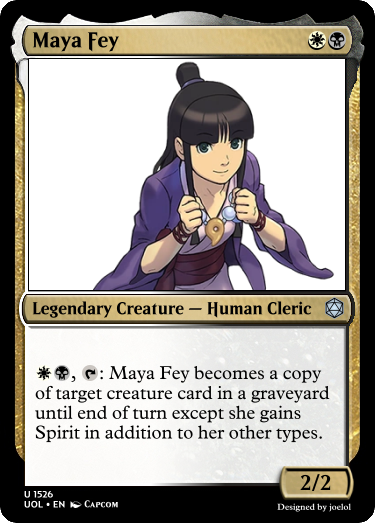 Maya Fey
Legendary Creature — Human Cleric
, : Maya Fey becomes a copy
of target creature card in a graveyard
until end of turn except she gains
Spirit in addition to her other types.
2/2
U 1526
UOL • EN Capcom
Designed by joelol